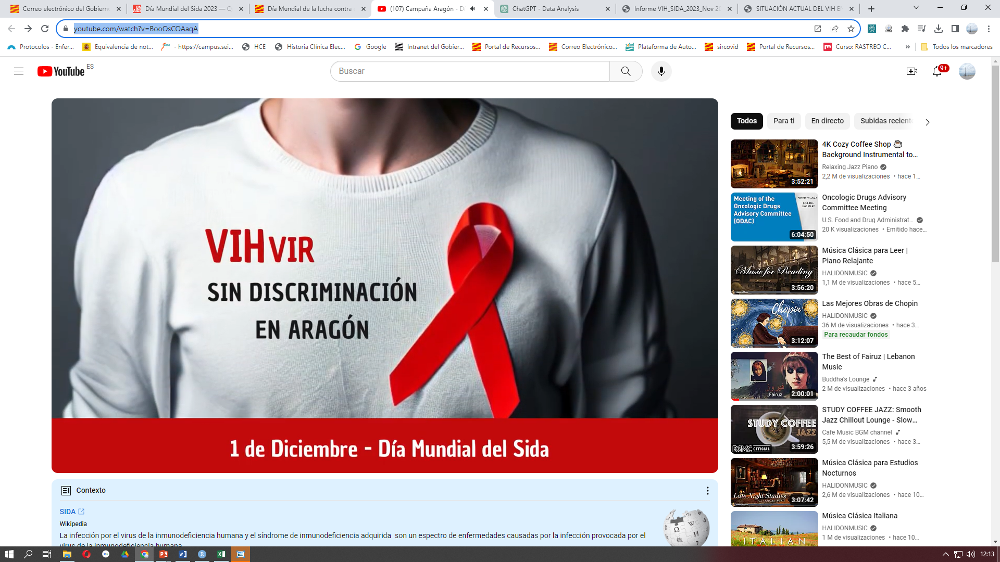 Correo electrónico del Gobierno
Día Mundial del Sida 2023 — Q
Día Mundial de la lucha contra
(107) Campaña Aragón - D
ChatGPT - Data Analysis
Informe VIH_SIDA_2023_Nov 20
SITUACIÓN ACTUAL DEL VIH EN
youtube.com/watch?v=BooOsCOAaqA
Protocolos - Enfer...
Equivalencia de not...
- https://campus.sei...
HCE
Historia Clínica Elec...
Google
Intranet del Gobier...
Portal de Recursos...
Correo Electrónico...
Plataforma de Auto...
sircovid
Portal de Recursos...
Curso: RASTREO C...
»
Todos los marcadores
YouTube ES
Buscar
9+
VIHVIR
SIN DISCRIMINACIÓN
EN ARAGÓN
1 de Diciembre - Día Mundial del Sida
Contexto
SIDA
Wikipedia
La infección por el virus de la inmunodeficiencia humana y el síndrome de inmunodeficiencia adquirida son un espectro de enfermedades causadas por la infección provocada por el
virus de la inmunodeficiencia humana
Todos
Para ti
En directo
Subidas reciente
3:52:21
4K Cozy Coffee Shop
Background Instrumental to...
Relaxing Jazz Piano
2,2 M de visualizaciones • hace 1...
Meeting of the
Oncologic Drugs
Advisory Committee
(ODAC)
October 5, 2023
9:30 AM -
3:00 PM ET
6:04:50
Oncologic Drugs Advisory
Committee Meeting
U.S. Food and Drug Administrat...
20 K visualizaciones • Emitido hace...
Music for Reading
3:56:20
Música Clásica para Leer |
Piano Relajante
HALIDONMUSIC
1,1 M de visualizaciones • hace 5...
Chopin
3:12:07
Las Mejores Obras de Chopin
HALIDONMUSIC
36 M de visualizaciones • hace 3...
Para recaudar fondos
فيروز
Fairuz
2:00:01
The Best of Fairuz | Lebanon
Music
Buddha's Lounge
2 M de visualizaciones • hace 3 años
STUDY COFFEE
JAZZ
BGMC OFFICIAL
3:59:26
STUDY COFFEE JAZZ: Smooth
Jazz Chillout Lounge - Slow...
Cafe Music BGM channel
5,5 M de visualizaciones • hace 3...
Late Night Studies
CLASSICAL MUSIC
3:07:42
Música Clásica para Estudios
Nocturnos
HALIDONMUSIC
2,6 M de visualizaciones • hace 10...
ITALIAN
Música Clásica Italiana
HALIDONMUSIC
1 M de visualizaciones • hace 10...
12:13